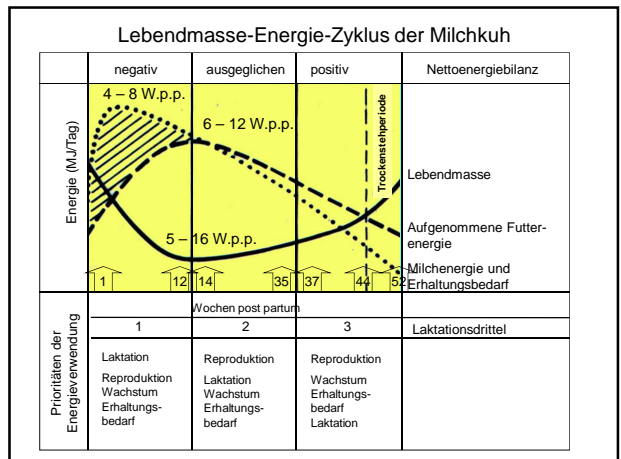 Lebendmasse-Energie-Zyklus der Milchkuh
negativ ausgeglichen positiv Nettoenergiebilanz
4 – 8 W.p.p.
6 – 12 W.p.p.
5 – 16 W.p.p.
Energie (MJ/Tag)
Trockenstehperiode
Lebendmasse
Aufgenommene Futter-
energie
Milchenergie und
Erhaltungsbedarf
1 12 14 35 37 44 52
Wochen post partum
1 2 3 Laktationsdrittel
Prioritäten der
Energieverwendung
Laktation
Reproduktion
Wachstum
Erhaltungs-
bedarf
Reproduktion
Laktation
Wachstum
Erhaltungs-
bedarf
Reproduktion
Wachstum
Erhaltungs-
bedarf
Laktation